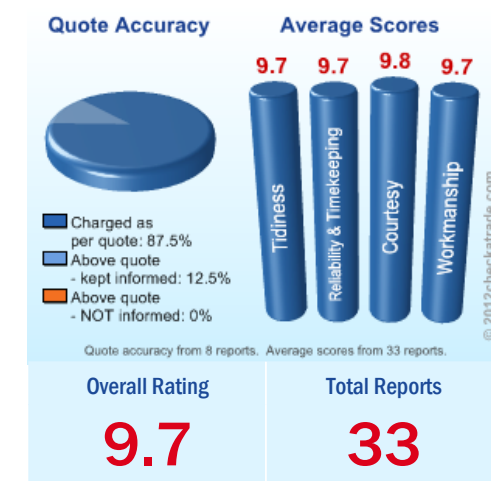 Quote Accuracy
Average Scores
9.7
9.7
9.8
9.7
Tidiness
Reliability & Timekeeping
Courtesy
Workmanship
Charged as
per quote: 87.5%
Above quote
- kept informed: 12.5%
Above quote
- NOT informed: 0%
© 2012checkatrade.com
Quote accuracy from 8 reports. Average scores from 33 reports.
Overall Rating
Total Reports
9.7
33